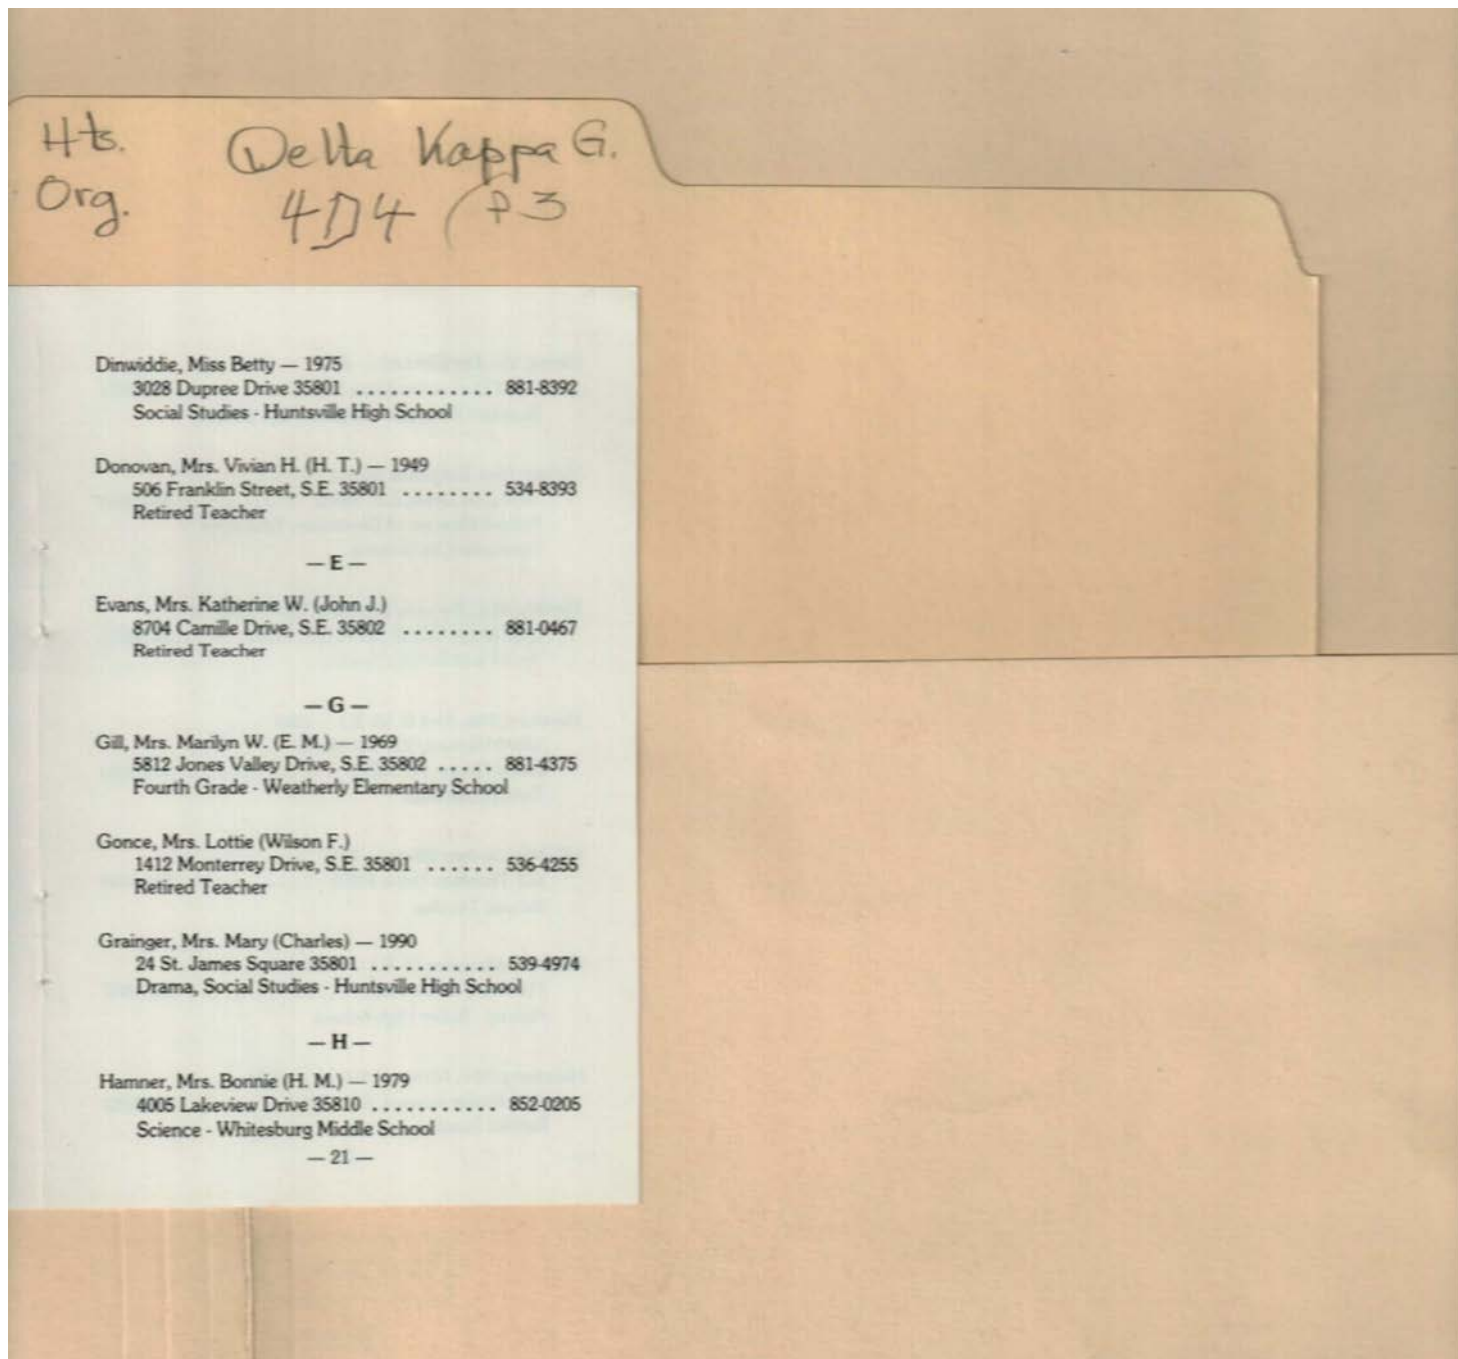 Hts. Delta Kappa G.
Org. 4D4 (P3
Dinwiddie, Miss Betty — 1975
3028 Dupree Drive 35801 ............ 881-8392
Social Studies - Huntsville High School
Donovan, Mrs. Vivian H. (H. T.) — 1949
506 Franklin Street, S.E. 35801 ........ 534-8393
Retired Teacher
— E —
Evans, Mrs. Katherine W. (John J.)
8704 Camille Drive, S.E. 35802 ........ 881-0467
Retired Teacher
— G —
Gill, Mrs. Marilyn W. (E. M.) — 1969
5812 Jones Valley Drive, S.E. 35802 ..... 881-4375
Fourth Grade - Weatherly Elementary School
Gonce, Mrs. Lottie (Wilson F.)
1412 Monterrey Drive, S.E. 35801 ...... 536-4255
Retired Teacher
Grainger, Mrs. Mary (Charles) — 1990
24 St. James Square 35801 ........... 539-4974
Drama, Social Studies - Huntsville High School
— H —
Hamner, Mrs. Bonnie (H. M.) — 1979
4005 Lakeview Drive 35810 ........... 852-0205
Science - Whitesburg Middle School
— 21 —